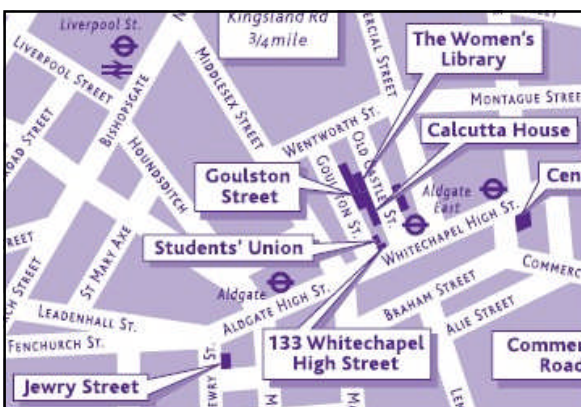 Liverpool St.
Kingsland Rd
3/4 mile
The Women's
Library
LIVERPOOL STREET
BISHOPSGATE
MIDDLESEX STREET
MONTAGUE STREE
WENTWORTH ST.
Calcutta House
OLD CASTLE ST.
HOUNDSDITCH
Goulston
Street
GOULSTON ST.
Aldgate
East
Cen
Students' Union
WHITECHAPEL HIGH ST.
ST MARY AXE
Aldgate
ALDGATE HIGH ST.
BRAHAM STREET
COMMERC
ALIE STREET
LEADENHALL ST.
FENCHURCH ST.
133 Whitechapel
High Street
Commer
Road
Jewry Street